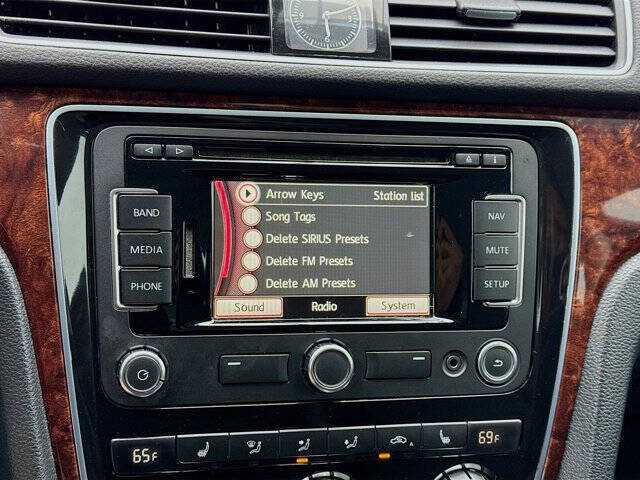 BAND
MEDIA
PHONE
Arrow Keys Station list
Song Tags
Delete SIRIUS Presets
Delete FM Presets
Delete AM Presets
Sound Radio System
NAV
MUTE
SETUP
65F
A
69F